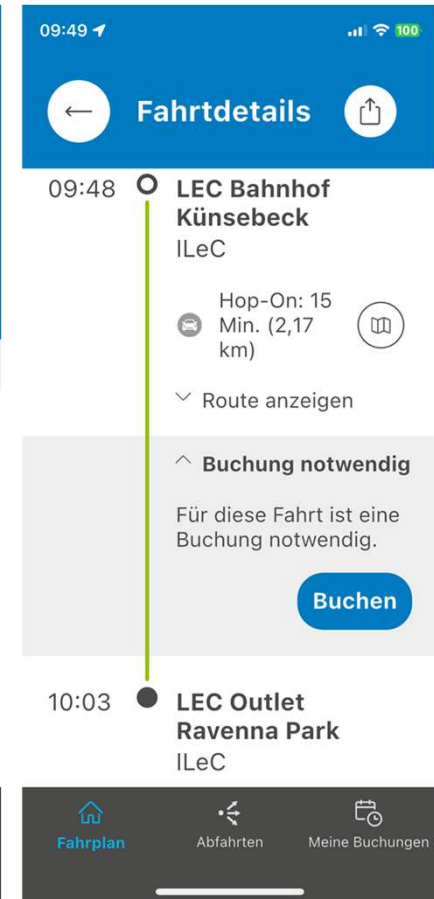 09:49
100
Fahrtdetails
09:48
LEC Bahnhof
Künsebeck
ILeC
Hop-On: 15
Min. (2,17
km)
Route anzeigen
Buchung notwendig
Für diese Fahrt ist eine
Buchung notwendig.
Buchen
10:03
LEC Outlet
Ravenna Park
ILeC
Fahrplan
Abfahrten
Meine Buchungen